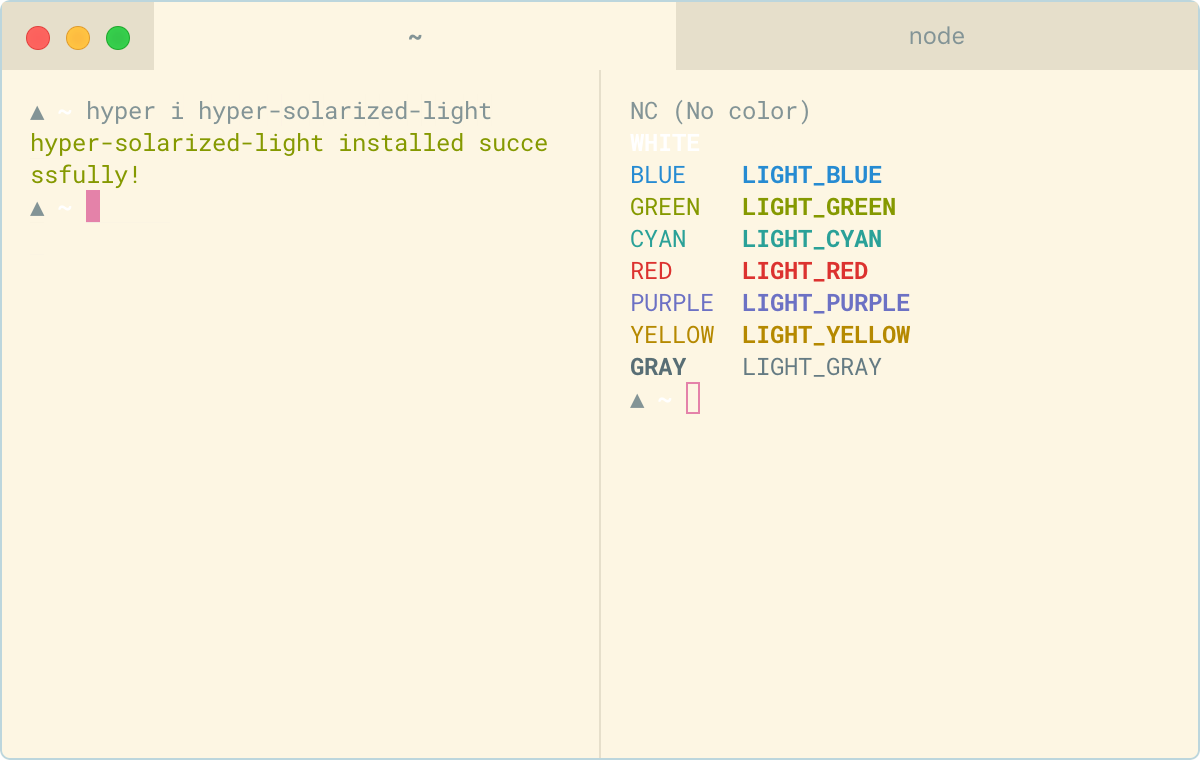 ~
node
▲ ~ hyper i hyper-solarized-light
hyper-solarized-light installed succe
ssfully!
▲ ~
NC (No color)
WHITE
BLUE LIGHT_BLUE
GREEN LIGHT_GREEN
CYAN LIGHT_CYAN
RED LIGHT_RED
PURPLE LIGHT_PURPLE
YELLOW LIGHT_YELLOW
GRAY LIGHT_GRAY
▲ ~